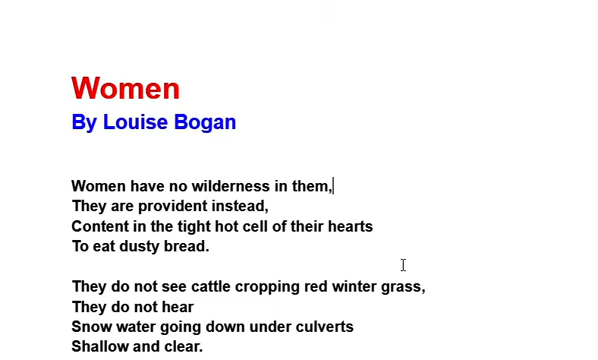 Women
By Louise Bogan
Women have no wilderness in them,
They are provident instead,
Content in the tight hot cell of their hearts
To eat dusty bread.
They do not see cattle cropping red winter grass,
They do not hear
Snow water going down under culverts
Shallow and clear.